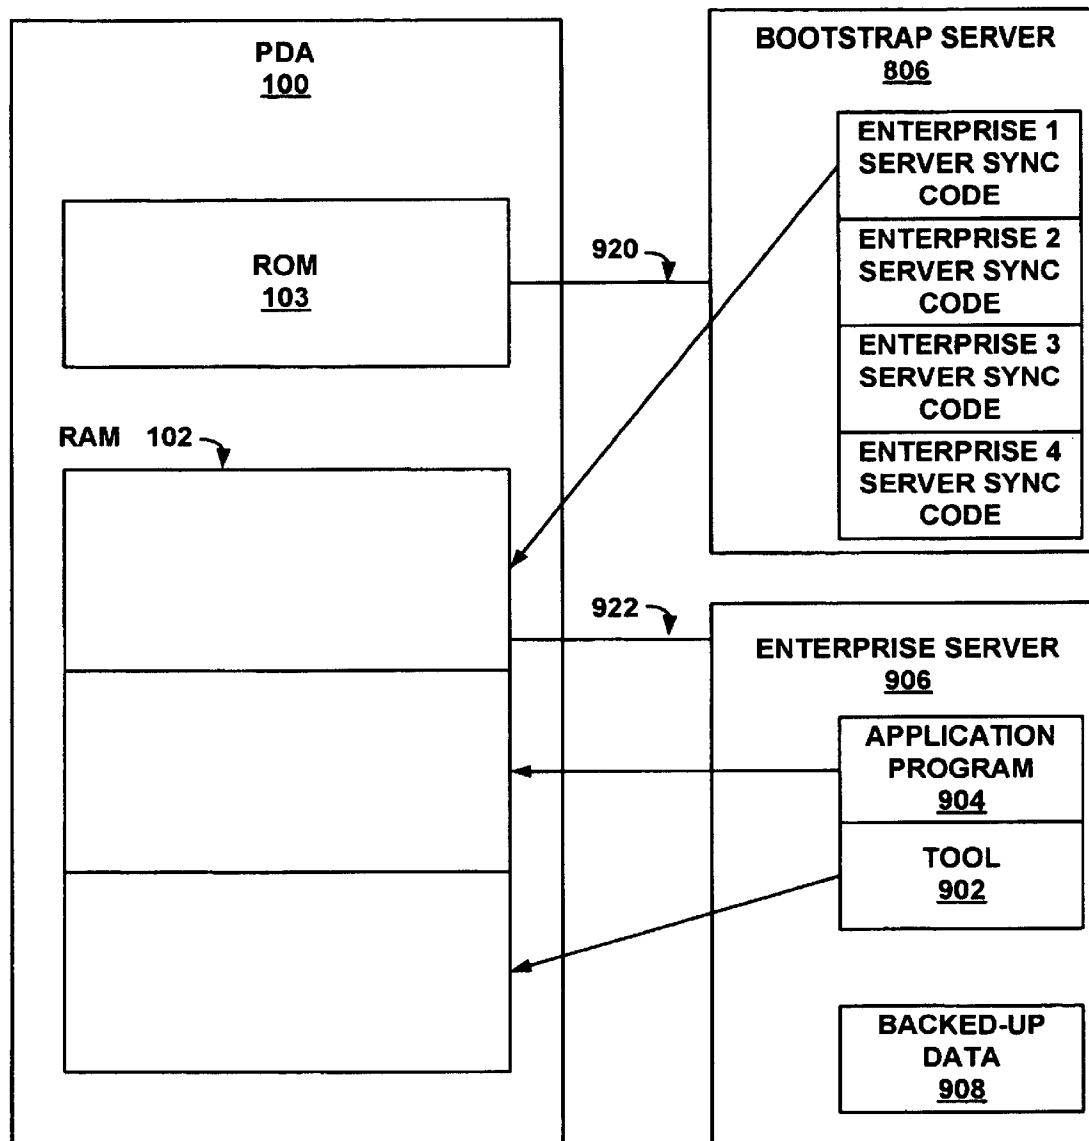 PDA
100
ROM
103
RAM 102
920
922
BOOTSTRAP SERVER
806
ENTERPRISE 1
SERVER SYNC
CODE
ENTERPRISE 2
SERVER SYNC
CODE
ENTERPRISE 3
SERVER SYNC
CODE
ENTERPRISE 4
SERVER SYNC
CODE
ENTERPRISE SERVER
906
APPLICATION
PROGRAM
904
TOOL
902
BACKED-UP
DATA
908